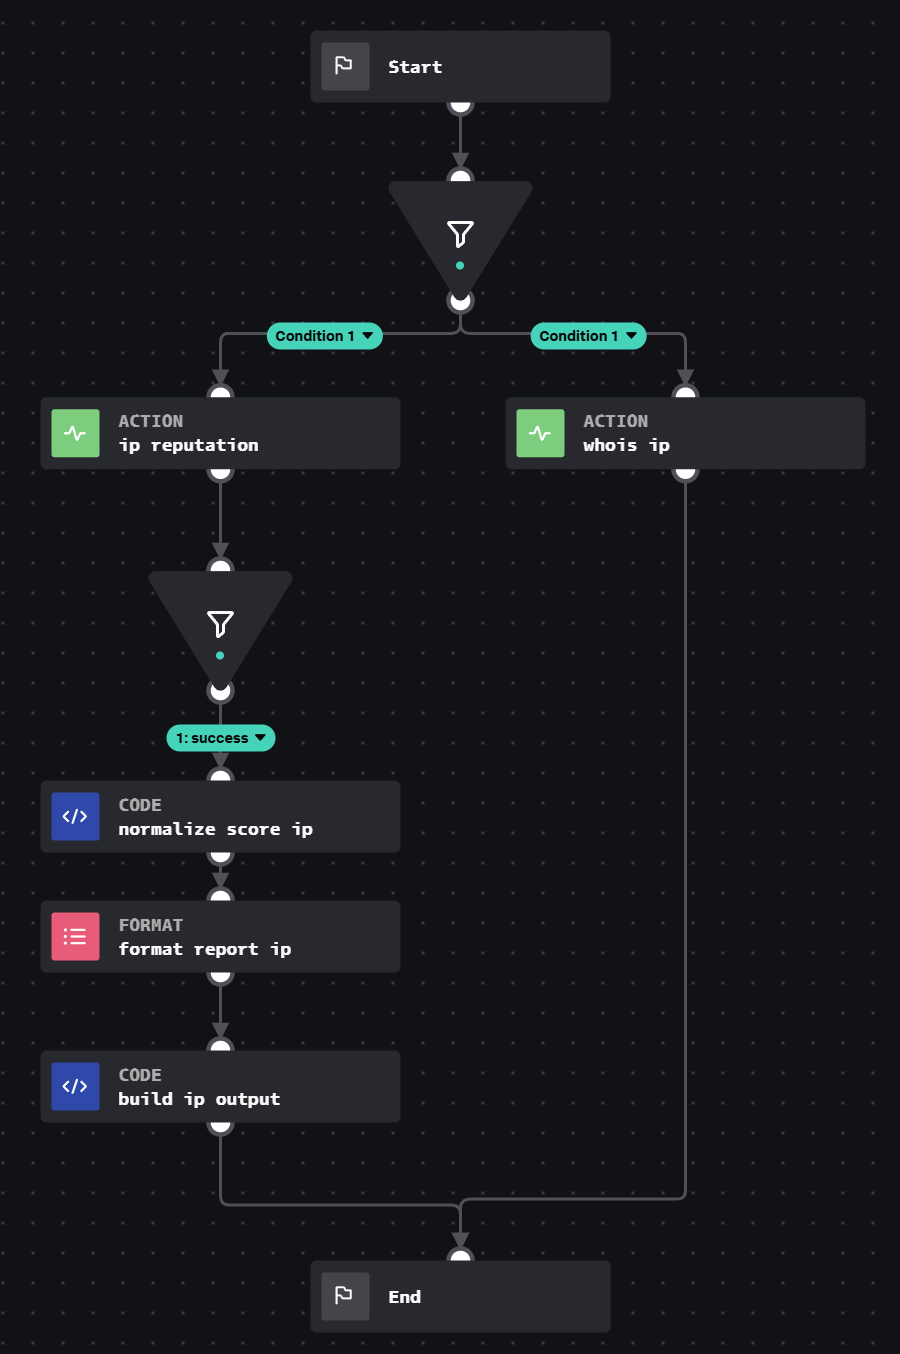 Start
Condition 1
Condition 1
ACTION
ip reputation
ACTION
whois ip
1: success
CODE
normalize score ip
FORMAT
format report ip
CODE
build ip output
End